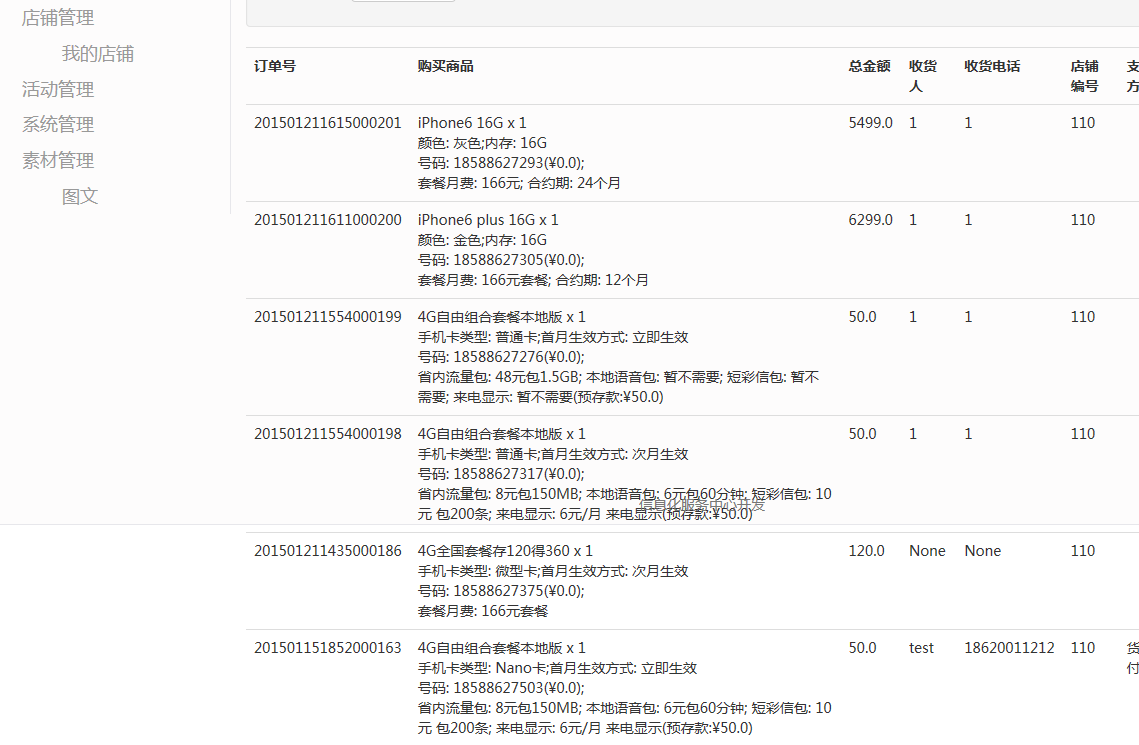 店铺管理
我的店铺
活动管理
系统管理
素材管理
图文
订单号 购买商品 总金额 收货人 收货电话 店铺编号 支方
201501211615000201 iPhone6 16G x 1 5499.0 1 1 110
颜色: 灰色;内存: 16G
号码: 18588627293(¥0.0);
套餐月费: 166元; 合约期: 24个月
201501211611000200 iPhone6 plus 16G x 1 6299.0 1 1 110
颜色: 金色;内存: 16G
号码: 18588627305(¥0.0);
套餐月费: 166元套餐; 合约期: 12个月
201501211554000199 4G自由组合套餐本地版 x 1 50.0 1 1 110
手机卡类型: 普通卡;首月生效方式: 立即生效
号码: 18588627276(¥0.0);
省内流量包: 48元包1.5GB; 本地语音包: 暂不需要; 短彩信包: 暂不
需要; 来电显示: 暂不需要(预存款:¥50.0)
201501211554000198 4G自由组合套餐本地版 x 1 50.0 1 1 110
手机卡类型: 普通卡;首月生效方式: 次月生效
号码: 18588627317(¥0.0);
省内流量包: 8元包150MB; 本地语音包: 6元包60分钟; 短彩信包: 10
元 包200条; 来电显示: 6元/月 来电显示(预存款:¥50.0)
信息化服务中心开发
201501211435000186 4G全国套餐存120得360 x 1 120.0 None None 110
手机卡类型: 微型卡;首月生效方式: 次月生效
号码: 18588627375(¥0.0);
套餐月费: 166元套餐
201501151852000163 4G自由组合套餐本地版 x 1 50.0 test 18620011212 110 货
手机卡类型: Nano卡;首月生效方式: 立即生效 付
号码: 18588627503(¥0.0);
省内流量包: 8元包150MB; 本地语音包: 6元包60分钟; 短彩信包: 10
元 包200条; 来电显示: 6元/月 来电显示(预存款:¥50.0)